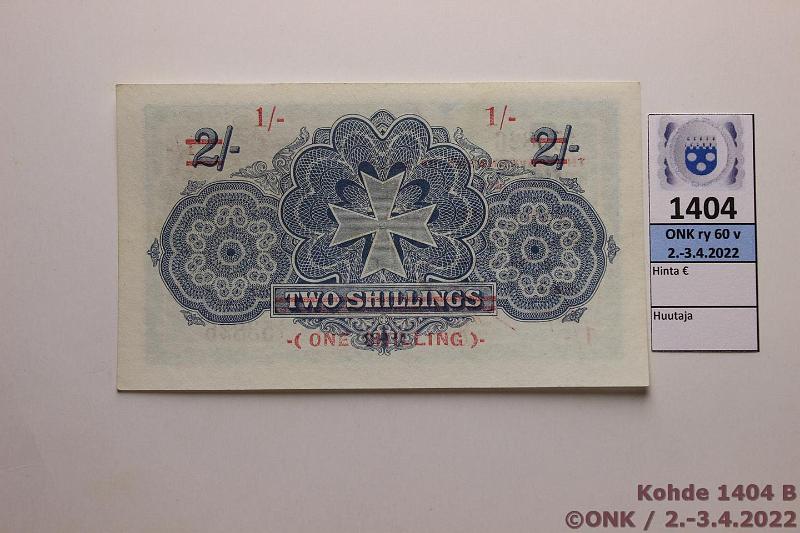 1/- 1/-
2/- 2/-
TWO SHILLINGS
-( ONE SHILLING )-
1404
ONK ry 60 v
2.-3.4.2022
Hinta €
Huutaja
Kohde 1404 B
©ONK / 2.-3.4.2022